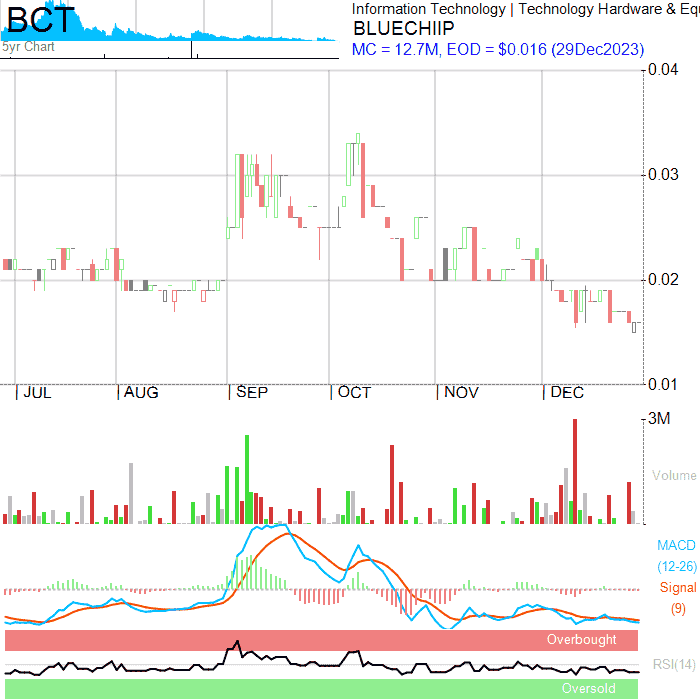 BCT
5yr Chart
Information Technology | Technology Hardware & Equ
BLUECHIIP
MC = 12.7M, EOD = $0.016 (29Dec2023)
0.04
0.03
0.02
0.01
| JUL | AUG | SEP | OCT | NOV | DEC
3M
Volume
MACD
(12-26)
Signal
(9)
Overbought
RSI(14)
Oversold